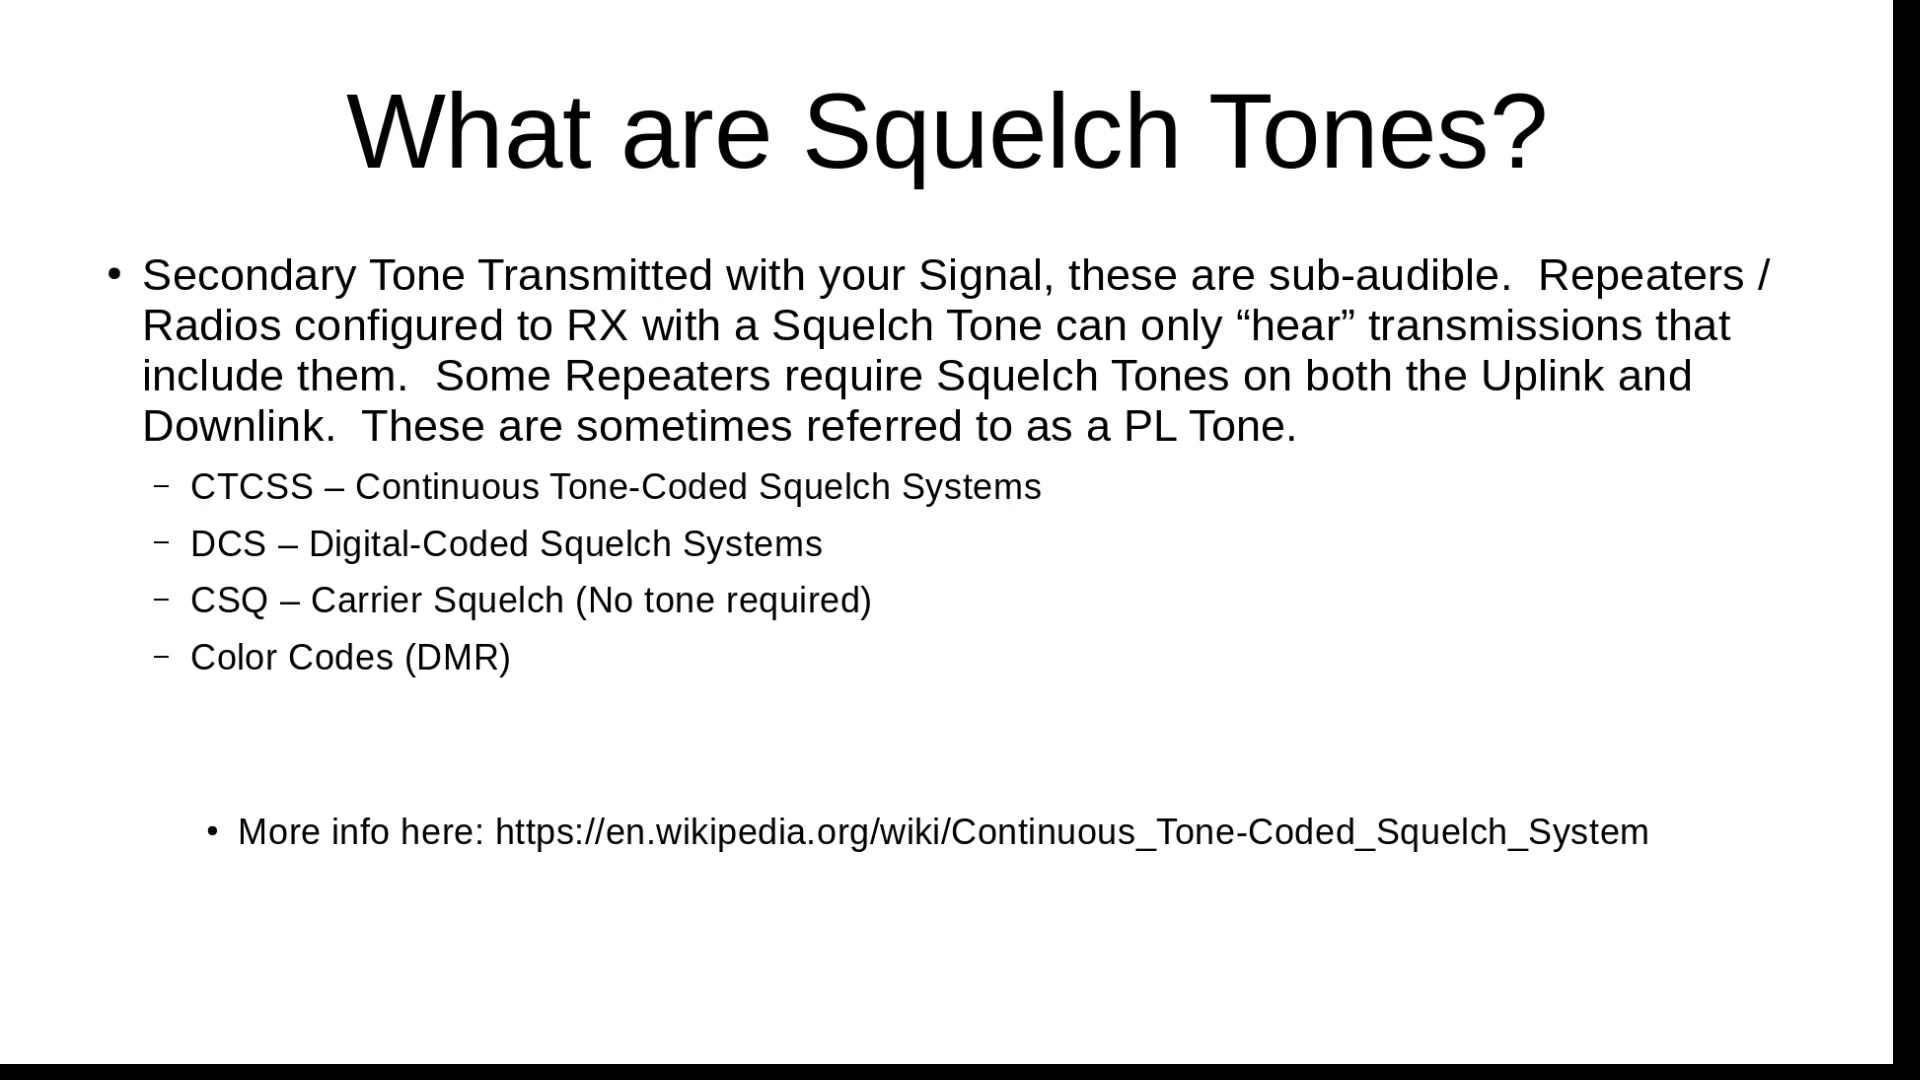 What are Squelch Tones?
• Secondary Tone Transmitted with your Signal, these are sub-audible.  Repeaters /
Radios configured to RX with a Squelch Tone can only “hear” transmissions that
include them.  Some Repeaters require Squelch Tones on both the Uplink and
Downlink.  These are sometimes referred to as a PL Tone.
– CTCSS – Continuous Tone-Coded Squelch Systems
– DCS – Digital-Coded Squelch Systems
– CSQ – Carrier Squelch (No tone required)
– Color Codes (DMR)
• More info here: https://en.wikipedia.org/wiki/Continuous_Tone-Coded_Squelch_System